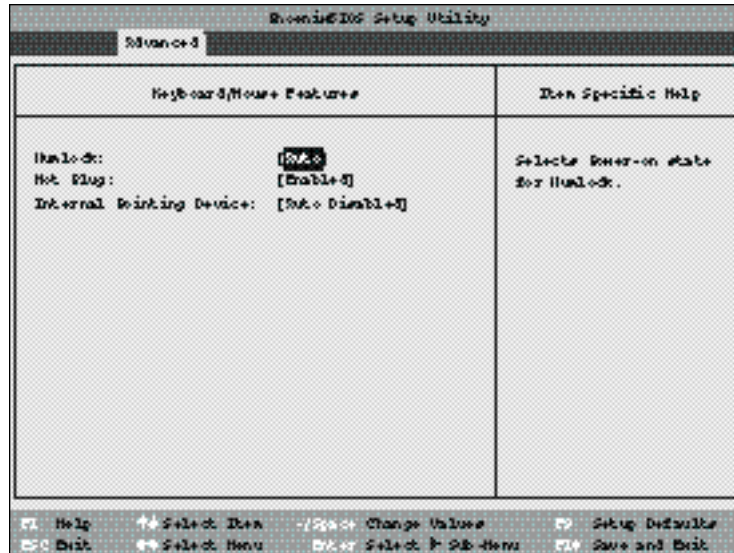 PhoenixBIOS Setup Utility
Advanced
Keyboard/Mouse Features
Item Specific Help
Numlock: [Auto]
Hot Plug: [Enabled]
Internal Pointing Device: [Auto Disabled]
Selects Power-on state
for Numlock.
F1 Help ↑↓ Select Item -/Space Change Values F9 Setup Defaults
ESC Exit ↔ Select Menu Enter Select ▶ Sub-Menu F10 Save and Exit